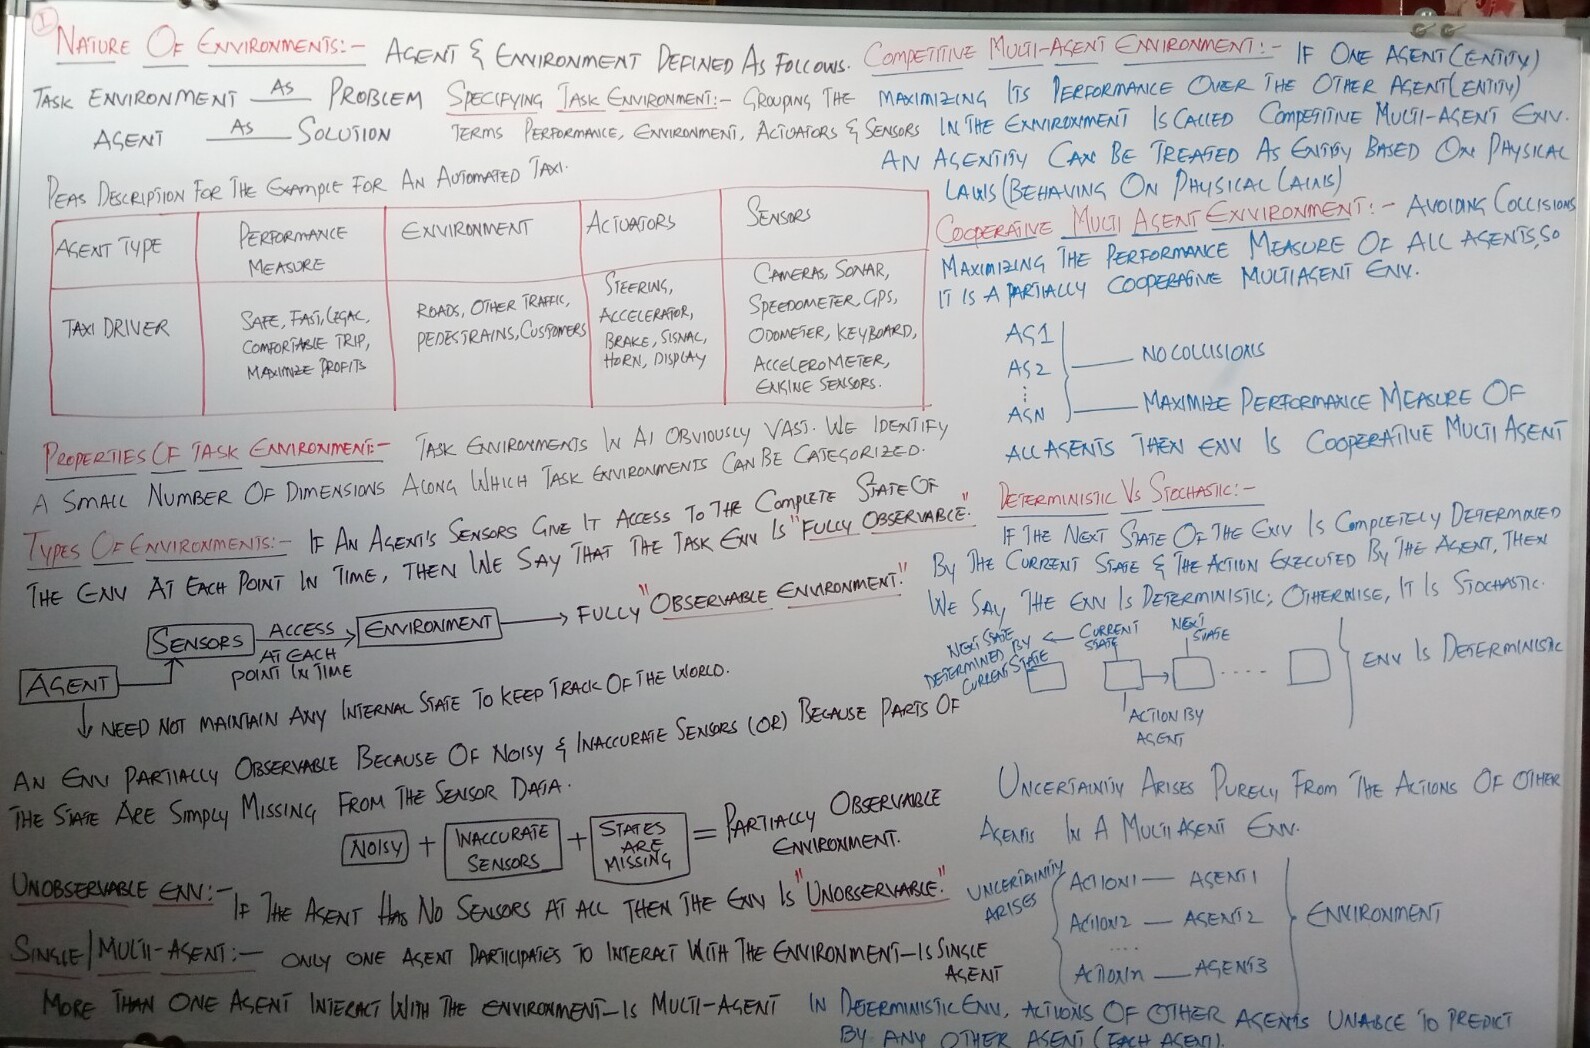 I
NATURE OF ENVIRONMENTS:- AGENT & ENVIRONMENT DEFINED AS FOLLOWS.
TASK ENVIRONMENT AS PROBLEM
AGENT AS SOLUTION
SPECIFYING TASK ENVIRONMENT:- GROUPING THE
TERMS PERFORMANCE, ENVIRONMENT, ACTUATORS & SENSORS
PEAS DESCRIPTION FOR THE EXAMPLE FOR AN AUTOMATED TAXI.
AGENT TYPE
PERFORMANCE
MEASURE
ENVIRONMENT
ACTUATORS
SENSORS
TAXI DRIVER
SAFE, FAST, LEGAL,
COMFORTABLE TRIP,
MAXIMIZE PROFITS
ROADS, OTHER TRAFFIC,
PEDESTRAINS, CUSTOMERS
STEERING,
ACCELERATOR,
BRAKE, SIGNAL,
HORN, DISPLAY
CAMERAS, SONAR,
SPEEDOMETER, GPS,
ODOMETER, KEYBOARD,
ACCELEROMETER,
ENGINE SENSORS.
PROPERTIES OF TASK ENVIRONMENT:- TASK ENVIRONMENTS IN AI OBVIOUSLY VAST. WE IDENTIFY
A SMALL NUMBER OF DIMENSIONS ALONG WHICH TASK ENVIRONMENTS CAN BE CATEGORIZED.
TYPES OF ENVIRONMENTS:- IF AN AGENT'S SENSORS GIVE IT ACCESS TO THE COMPLETE STATE OF
THE ENV AT EACH POINT IN TIME, THEN WE SAY THAT THE TASK ENV IS "FULLY OBSERVABLE."
AGENT
SENSORS
ACCESS
AT EACH
POINT IN TIME
ENVIRONMENT
FULLY "OBSERVABLE ENVIRONMENT."
NEED NOT MAINTAIN ANY INTERNAL STATE TO KEEP TRACK OF THE WORLD.
AN ENV PARTIALLY OBSERVABLE BECAUSE OF NOISY & INACCURATE SENSORS (OR) BECAUSE PARTS OF
THE STATE ARE SIMPLY MISSING FROM THE SENSOR DATA.
NOISY + INACCURATE
SENSORS + STATES
ARE
MISSING = PARTIALLY OBSERVABLE
ENVIRONMENT.
UNOBSERVABLE ENV:- IF THE AGENT HAS NO SENSORS AT ALL THEN THE ENV IS "UNOBSERVABLE."
SINGLE/MULTI-AGENT:- ONLY ONE AGENT PARTICIPATES TO INTERACT WITH THE ENVIRONMENT-IS SINGLE
AGENT
MORE THAN ONE AGENT INTERACT WITH THE ENVIRONMENT-IS MULTI-AGENT
COMPETITIVE MULTI-AGENT ENVIRONMENT:- IF ONE AGENT(ENTITY)
MAXIMIZING ITS PERFORMANCE OVER THE OTHER AGENT(ENTITY)
IN THE ENVIRONMENT IS CALLED COMPETITIVE MULTI-AGENT ENV.
AN AGENTITY CAN BE TREATED AS ENTITY BASED ON PHYSICAL
LAWS (BEHAVING ON PHYSICAL LAWS)
COOPERATIVE MULTI AGENT ENVIRONMENT:- AVOIDING COLLISIONS
MAXIMIZING THE PERFORMANCE MEASURE OF ALL AGENTS, SO
IT IS A PARTIALLY COOPERATIVE MULTIAGENT ENV.
AG1
AG2
⋮
AGN
NO COLLISIONS
MAXIMIZE PERFORMANCE MEASURE OF
ALL AGENTS THEN ENV IS COOPERATIVE MULTI AGENT
DETERMINISTIC VS STOCHASTIC:-
IF THE NEXT STATE OF THE ENV IS COMPLETELY DETERMINED
BY THE CURRENT STATE & THE ACTION EXECUTED BY THE AGENT, THEN
WE SAY THE ENV IS DETERMINISTIC; OTHERWISE, IT IS STOCHASTIC.
NEXT STATE
DETERMINED BY
CURRENT STATE
CURRENT
STATE
NEXT
STATE
.....
ACTION BY
AGENT
ENV IS DETERMINISTIC
UNCERTAINITY ARISES PURELY FROM THE ACTIONS OF OTHER
AGENTS IN A MULTI AGENT ENV.
UNCERTAINITY
ARISES
ACTION1 — AGENT1
ACTION2 — AGENT2
....
ACTIONn — AGENT3
ENVIRONMENT
IN DETERMINISTIC ENV, ACTIONS OF OTHER AGENTS UNABLE TO PREDICT
BY ANY OTHER AGENT (EACH AGENT).